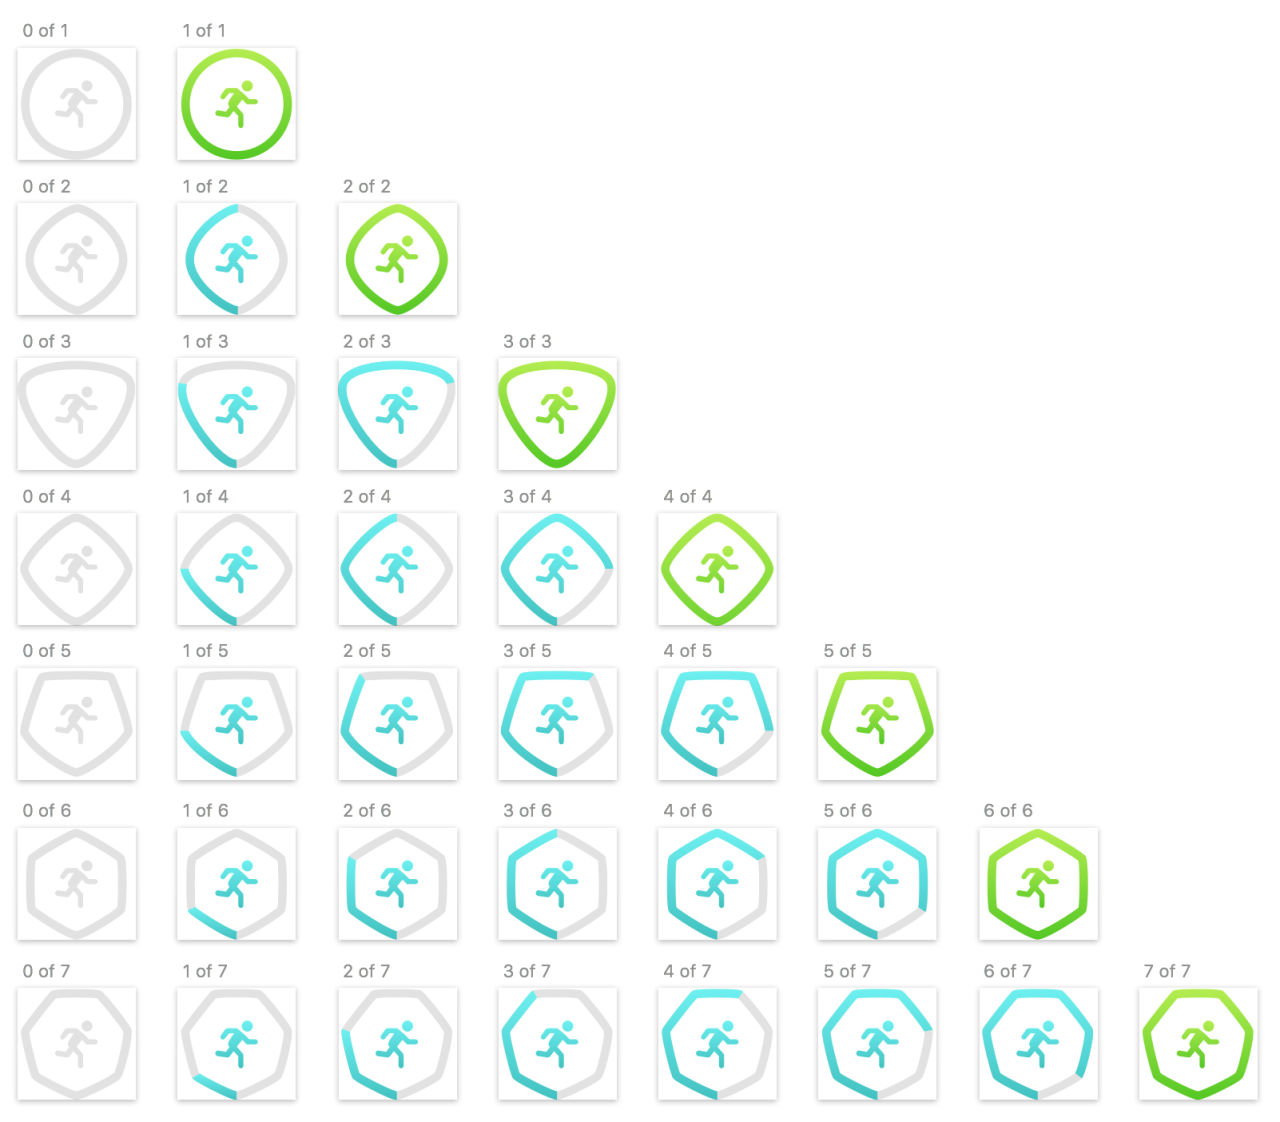 0 of 1 1 of 1
0 of 2 1 of 2 2 of 2
0 of 3 1 of 3 2 of 3 3 of 3
0 of 4 1 of 4 2 of 4 3 of 4 4 of 4
0 of 5 1 of 5 2 of 5 3 of 5 4 of 5 5 of 5
0 of 6 1 of 6 2 of 6 3 of 6 4 of 6 5 of 6 6 of 6
0 of 7 1 of 7 2 of 7 3 of 7 4 of 7 5 of 7 6 of 7 7 of 7